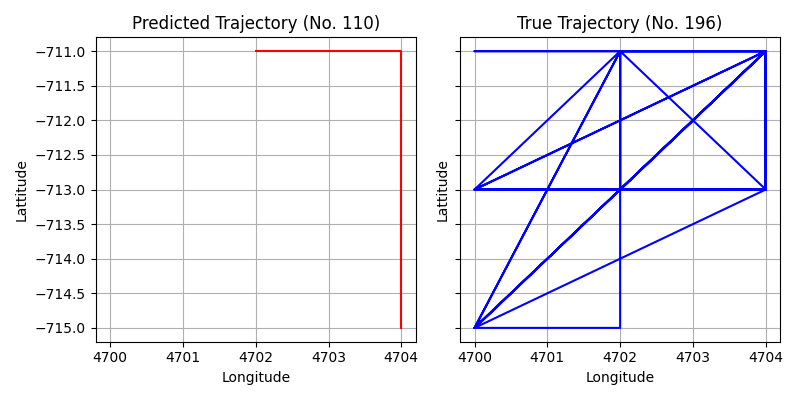 Predicted Trajectory (No. 110)
True Trajectory (No. 196)
Lattitude
−711.0
−711.5
−712.0
−712.5
−713.0
−713.5
−714.0
−714.5
−715.0
4700 4701 4702 4703 4704
Longitude
Lattitude
4700 4701 4702 4703 4704
Longitude